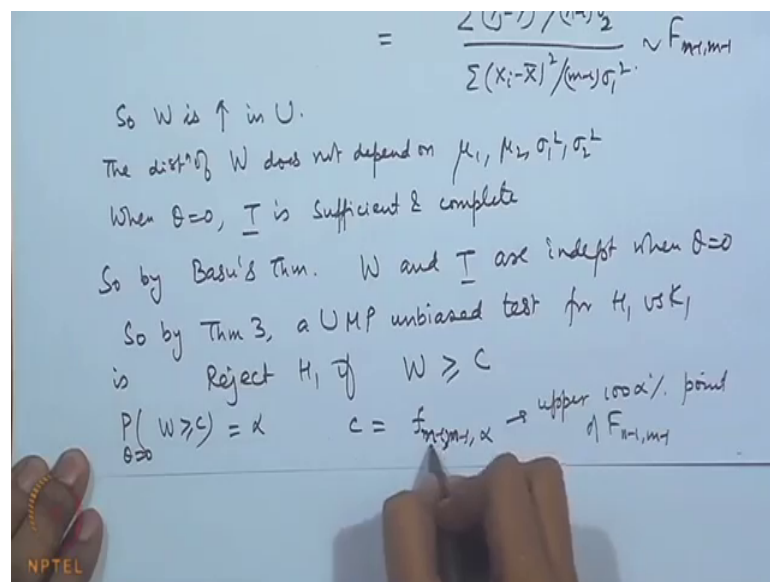 = Σ(Yj-Ȳ)²/(n-1)σ₂² / Σ(Xi-X̄)²/(m-1)σ₁² ~ Fn-1,m-1
So W is ↑ in U.
The distⁿ of W does not depend on μ₁, μ₂, σ₁², σ₂²
When θ=0, T is Sufficient & complete
So by Basu's Thm. W and T are indept when θ=0
So by Thm 3, a UMP unbiased test for H₁ vs K₁
is Reject H₁ if W ≥ C
P(W≥C) = α C = fn-1,m-1, α → upper 100α% point
θ=0 of Fn-1,m-1
NPTEL